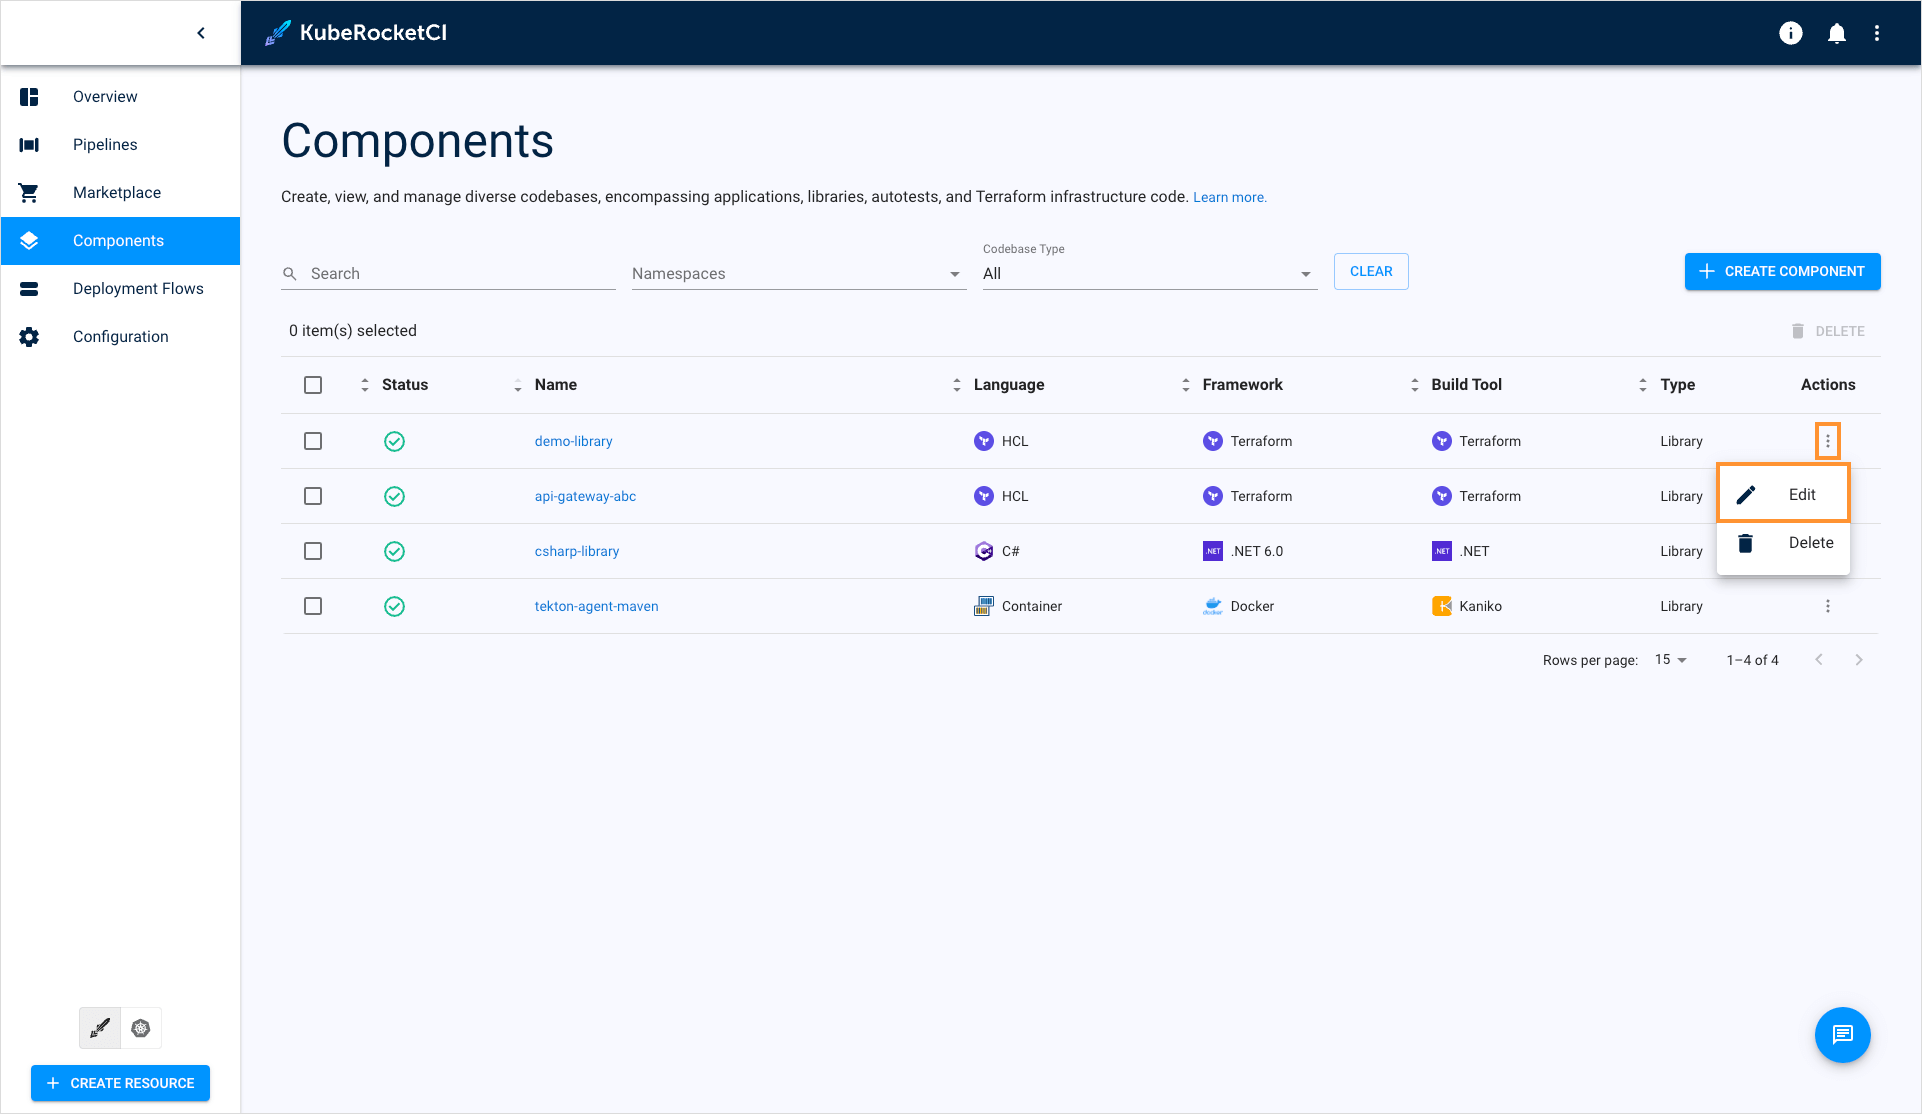 KubeRocketCI
Overview
Pipelines
Marketplace
Components
Deployment Flows
Configuration
CREATE RESOURCE
Components
Create, view, and manage diverse codebases, encompassing applications, libraries, autotests, and Terraform infrastructure code. Learn more.
Codebase Type
Search Namespaces All CLEAR CREATE COMPONENT
0 item(s) selected DELETE
Status Name Language Framework Build Tool Type Actions
demo-library HCL Terraform Terraform Library
api-gateway-abc HCL Terraform Terraform Library Edit
csharp-library C# .NET .NET 6.0 .NET .NET Library Delete
tekton-agent-maven Container docker Docker Kaniko Library
Rows per page: 15 1–4 of 4